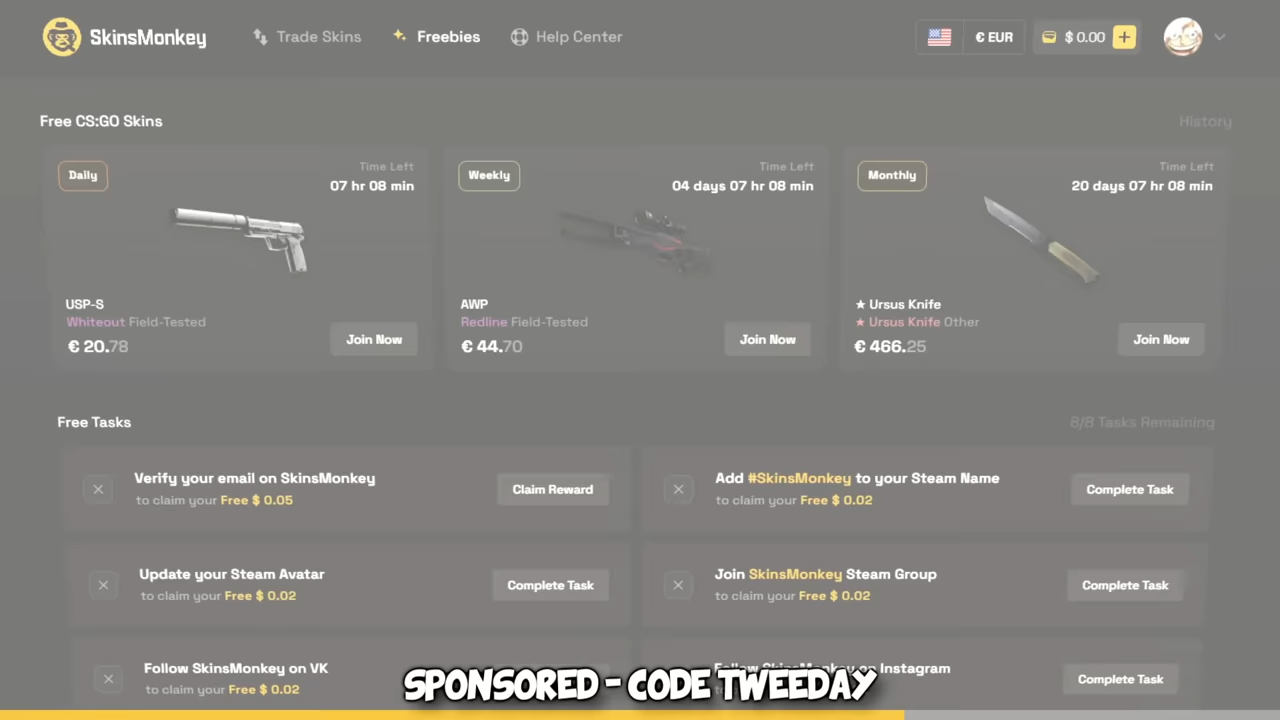 SkinsMonkey Trade Skins Freebies Help Center € EUR $ 0.00 +
Free CS:GO Skins History
Daily Time Left
07 hr 08 min
USP-S
Whiteout Field-Tested
€ 20.78 Join Now
Weekly Time Left
04 days 07 hr 08 min
AWP
Redline Field-Tested
€ 44.70 Join Now
Monthly Time Left
20 days 07 hr 08 min
★ Ursus Knife
★ Ursus Knife Other
€ 466.25 Join Now
Free Tasks 8/8 Tasks Remaining
Verify your email on SkinsMonkey
to claim your Free $ 0.05
Claim Reward
Add #SkinsMonkey to your Steam Name
to claim your Free $ 0.02
Complete Task
Update your Steam Avatar
to claim your Free $ 0.02
Complete Task
Join SkinsMonkey Steam Group
to claim your Free $ 0.02
Complete Task
Follow SkinsMonkey on VK
to claim your Free $ 0.02
Follow SkinsMonkey on Instagram
Complete Task
SPONSORED - CODE TWEEDAY